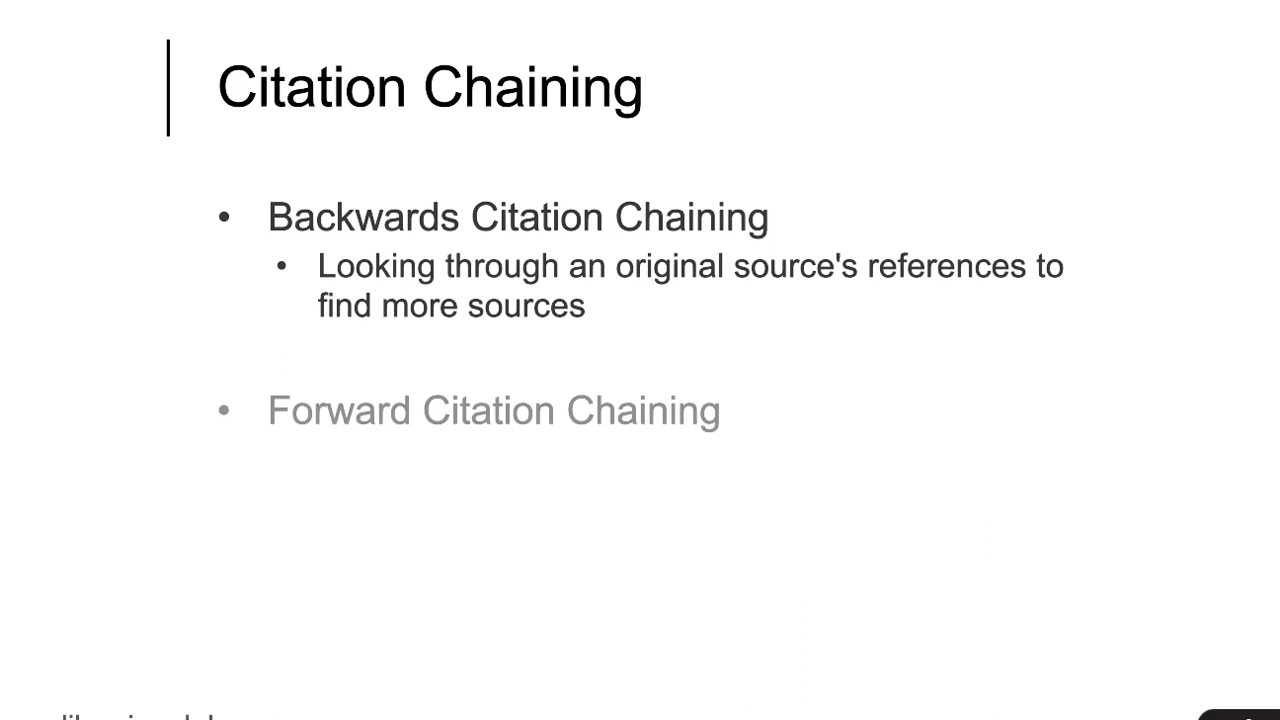 Citation Chaining
• Backwards Citation Chaining
• Looking through an original source's references to
find more sources
• Forward Citation Chaining